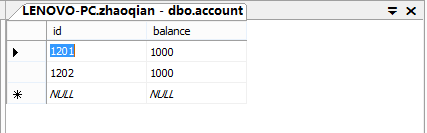 LENOVO-PC.zhaoqian - dbo.account
id balance
1201 1000
1202 1000
NULL NULL